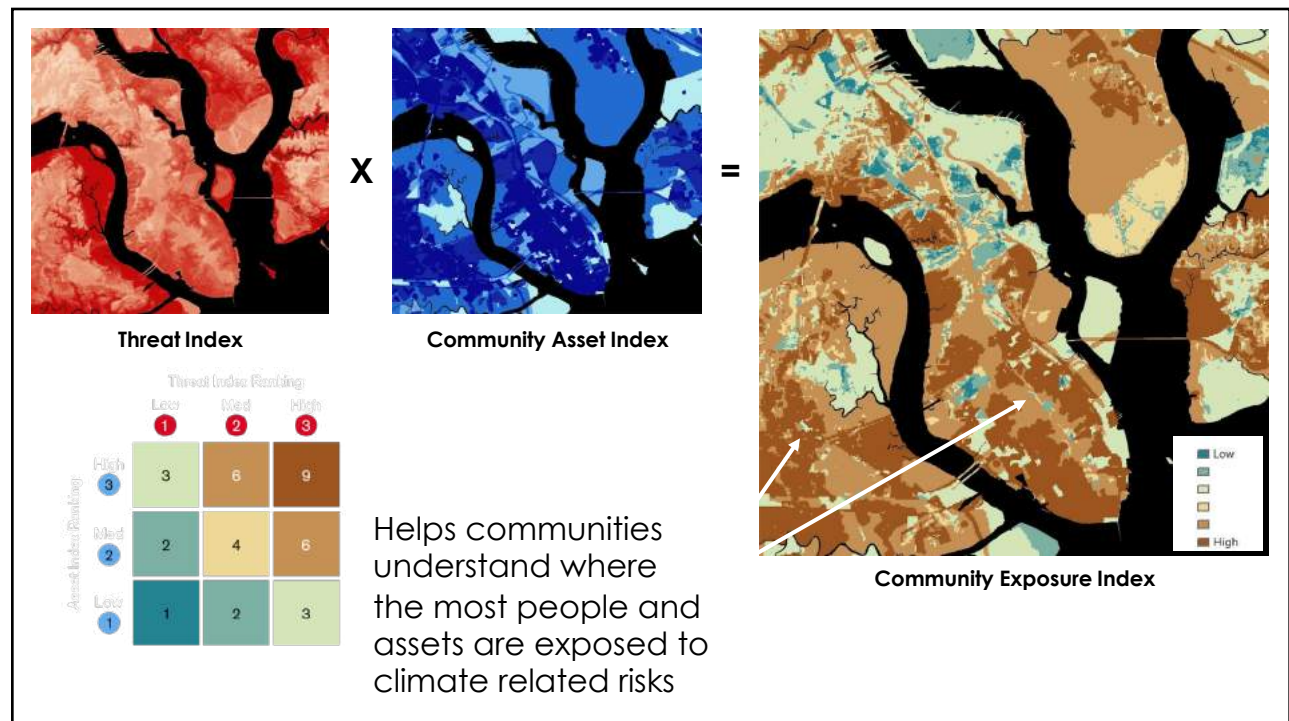 X
=
Threat Index
Community Asset Index
Threat Index Ranking
Low Med High
1 2 3
Asset Index Ranking
High
3
3 6 9
Med
2
2 4 6
Low
1
1 2 3
Helps communities
understand where
the most people and
assets are exposed to
climate related risks
Low
High
Community Exposure Index